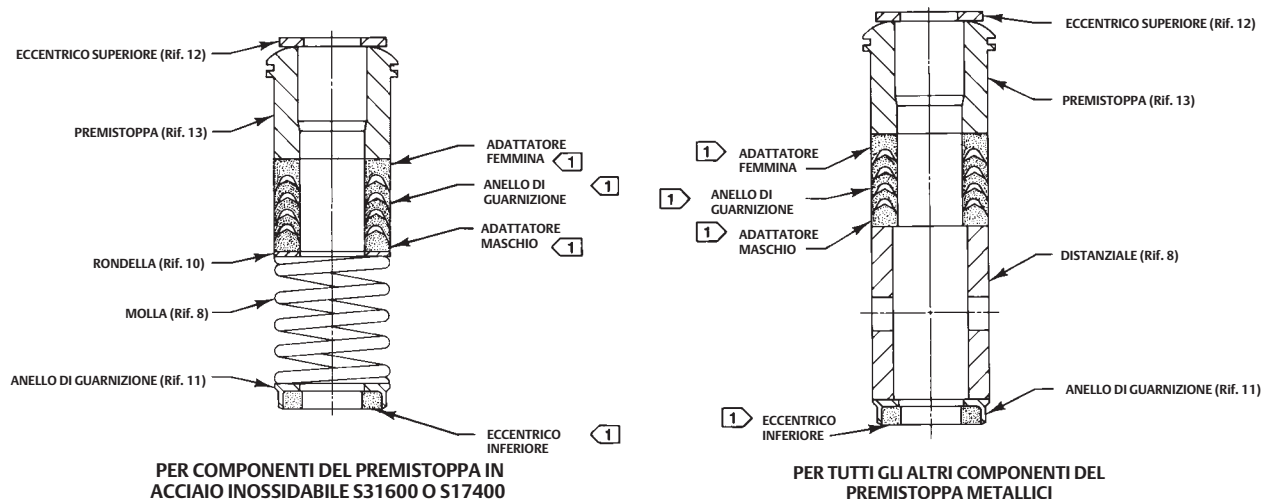 ECCENTRICO SUPERIORE (Rif. 12)
PREMISTOPPA (Rif. 13)
ADATTATORE
FEMMINA 1
ANELLO DI 1
GUARNIZIONE
ADATTATORE
MASCHIO 1
RONDELLA (Rif. 10)
MOLLA (Rif. 8)
ANELLO DI GUARNIZIONE (Rif. 11)
ECCENTRICO 1
INFERIORE
PER COMPONENTI DEL PREMISTOPPA IN
ACCIAIO INOSSIDABILE S31600 O S17400
ECCENTRICO SUPERIORE (Rif. 12)
PREMISTOPPA (Rif. 13)
1 ADATTATORE
FEMMINA
1 ANELLO DI
GUARNIZIONE
1 ADATTATORE
MASCHIO
DISTANZIALE (Rif. 8)
ANELLO DI GUARNIZIONE (Rif. 11)
1 ECCENTRICO
INFERIORE
PER TUTTI GLI ALTRI COMPONENTI DEL
PREMISTOPPA METALLICI